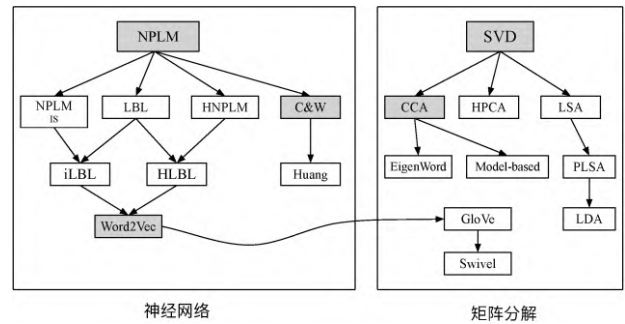 NPLM
NPLM
IS
LBL
HNPLM
C&W
iLBL
HLBL
Huang
Word2Vec
神经网络
SVD
CCA
HPCA
LSA
EigenWord
Model-based
PLSA
GloVe
LDA
Swivel
矩阵分解